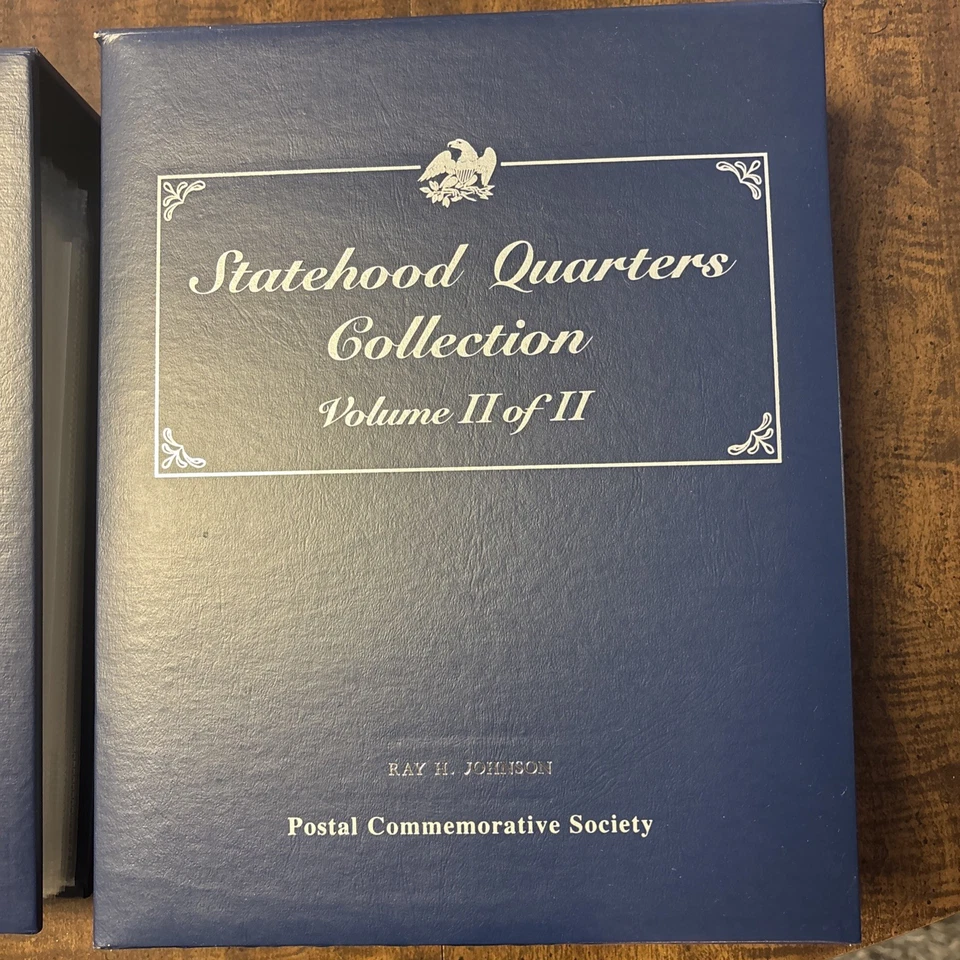 Statehood Quarters
Collection
Volume II of II
RAY H. JOHNSON
Postal Commemorative Society